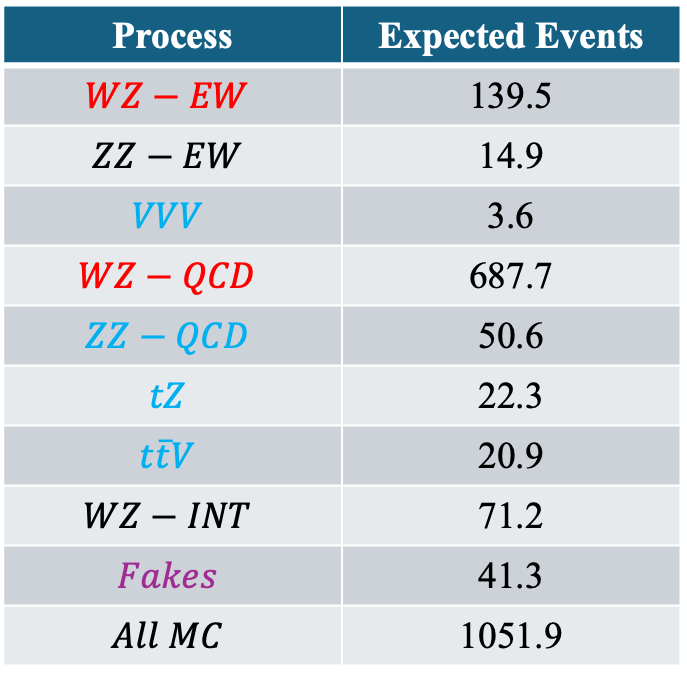 Process Expected Events
WZ − EW 139.5
ZZ − EW 14.9
VVV 3.6
WZ − QCD 687.7
ZZ − QCD 50.6
tZ 22.3
tt̄V 20.9
WZ − INT 71.2
Fakes 41.3
All MC 1051.9